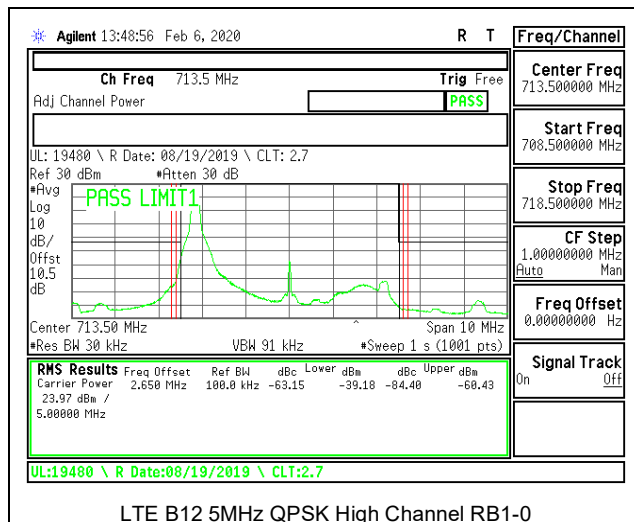 Agilent 13:48:56 Feb 6, 2020 R T
Freq/Channel
Ch Freq 713.5 MHz Trig Free
Adj Channel Power PASS
Center Freq
713.500000 MHz
Start Freq
708.500000 MHz
Stop Freq
718.500000 MHz
CF Step
1.00000000 MHz
Auto Man
Freq Offset
0.00000000 Hz
Signal Track
On Off
UL: 19480 \ R Date: 08/19/2019 \ CLT: 2.7
Ref 30 dBm #Atten 30 dB
#Avg
Log
10
dB/
Offst
10.5
dB
PASS LIMIT1
Center 713.50 MHz Span 10 MHz
#Res BW 30 kHz VBW 91 kHz #Sweep 1 s (1001 pts)
RMS Results Freq Offset Ref BW dBc Lower dBm dBc Upper dBm
Carrier Power 2.650 MHz 100.0 kHz -63.15 -39.18 -84.40 -60.43
23.97 dBm /
5.00000 MHz
UL:19480 \ R Date:08/19/2019 \ CLT:2.7
LTE B12 5MHz QPSK High Channel RB1-0